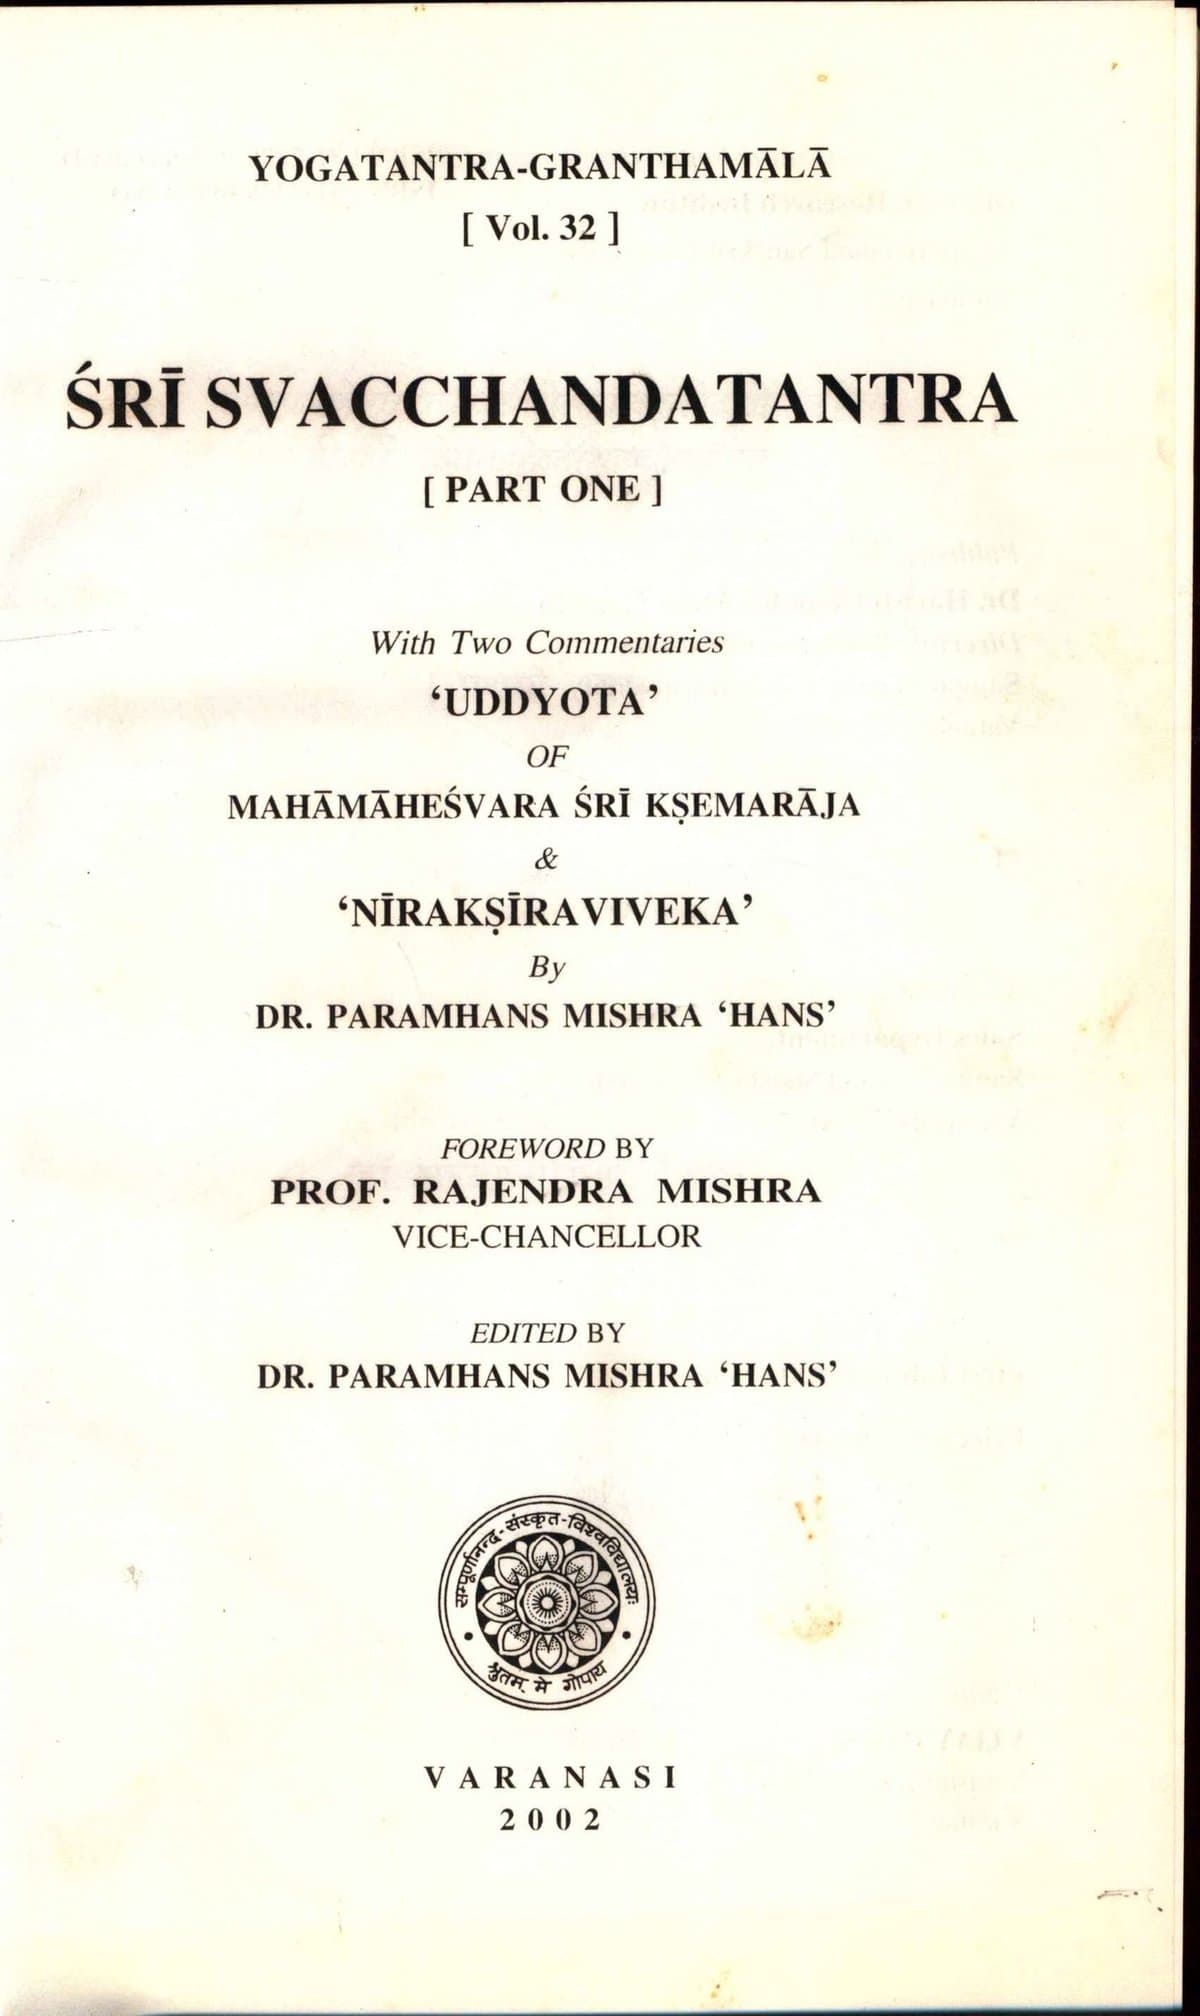 YOGATANTRA-GRANTHAMĀLĀ
[ Vol. 32 ]
ŚRĪ SVACCHANDATANTRA
[ PART ONE ]
With Two Commentaries
‘UDDYOTA’
OF
MAHĀMĀHEŚVARA ŚRĪ KṢEMARĀJA
&
‘NĪRAKṢĪRAVIVEKA’
By
DR. PARAMHANS MISHRA ‘HANS’
FOREWORD BY
PROF. RAJENDRA MISHRA
VICE-CHANCELLOR
EDITED BY
DR. PARAMHANS MISHRA ‘HANS’
सम्पूर्णानन्द-संस्कृत-विश्वविद्यालयः
श्रुतम् मे गोपाय
VARANASI
2002